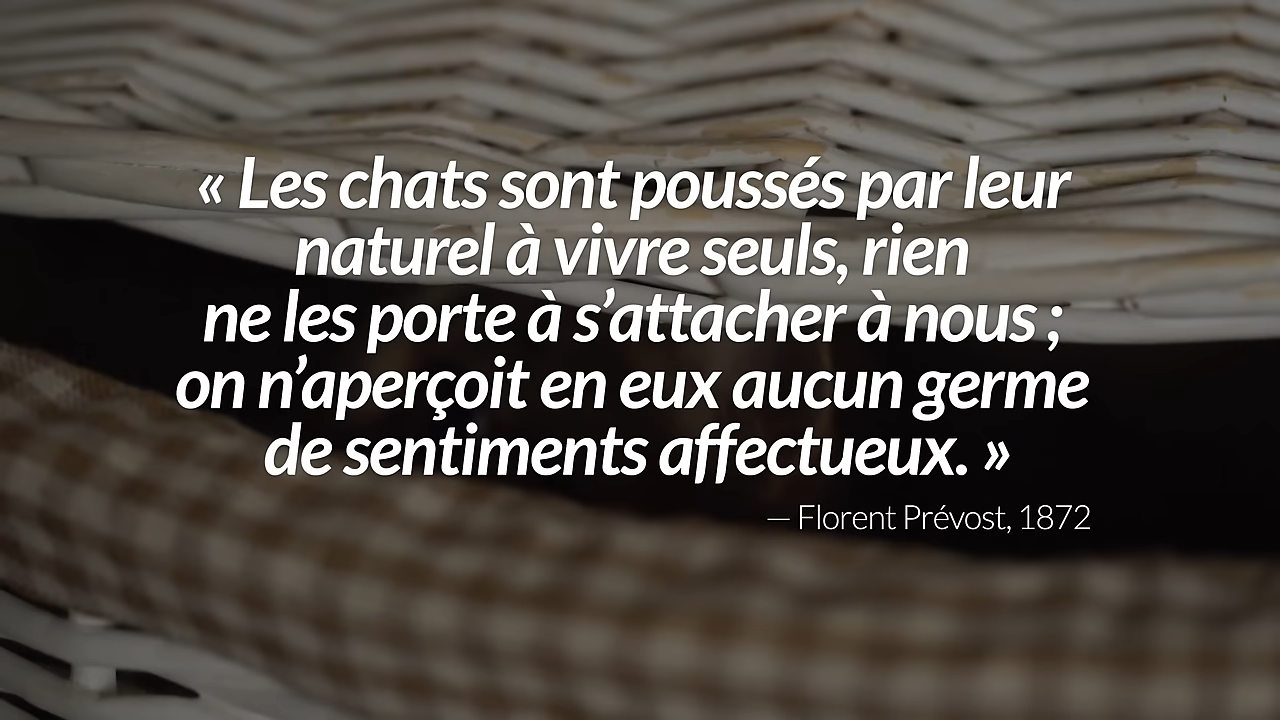 « Les chats sont poussés par leur
naturel à vivre seuls, rien
ne les porte à s’attacher à nous ;
on n’aperçoit en eux aucun germe
de sentiments affectueux. »
— Florent Prévost, 1872